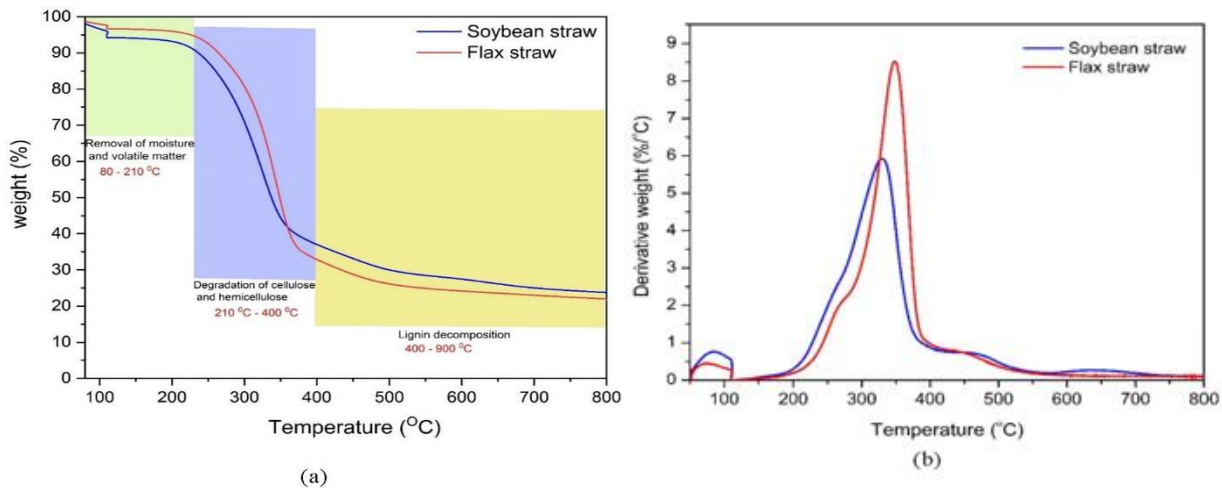 100
90
80
70
60
50
40
30
20
10
0
weight (%)
Soybean straw
Flax straw
Removal of moisture
and volatile matter
80 - 210 ⁰C
Degradation of cellulose
and hemicellulose
210 ⁰C - 400 ⁰C
Lignin decomposition
400 - 900 ⁰C
100 200 300 400 500 600 700 800
Temperature (⁰C)
(a)
9
8
7
6
5
4
3
2
1
0
Derivative weight (%/°C)
Soybean straw
Flax straw
100 200 300 400 500 600 700 800
Temperature (°C)
(b)